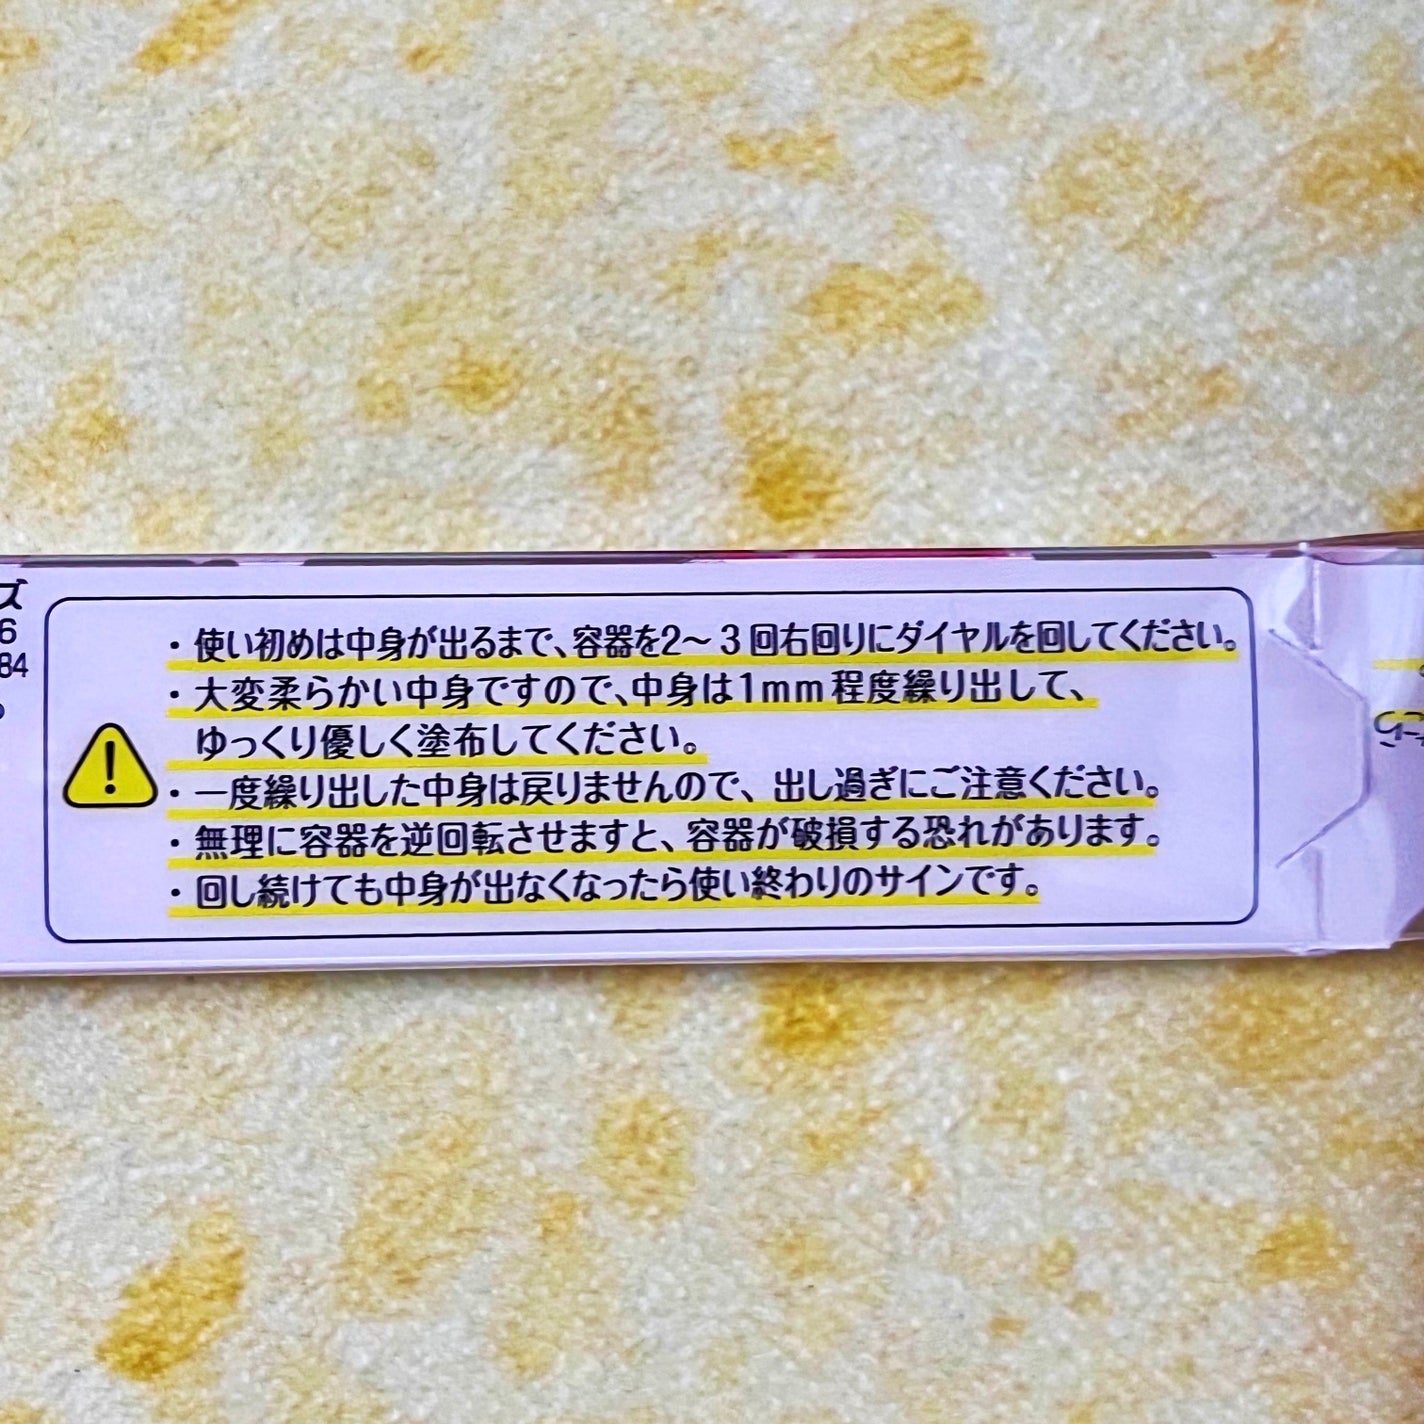 ズ
6
84
・使い初めは中身が出るまで、容器を2～3回右回りにダイヤルを回してください。
・大変柔らかい中身ですので、中身は1mm程度繰り出して、
ゆっくり優しく塗布してください。
・一度繰り出した中身は戻りませんので、出し過ぎにご注意ください。
・無理に容器を逆回転させますと、容器が破損する恐れがあります。
・回し続けても中身が出なくなったら使い終わりのサインです。